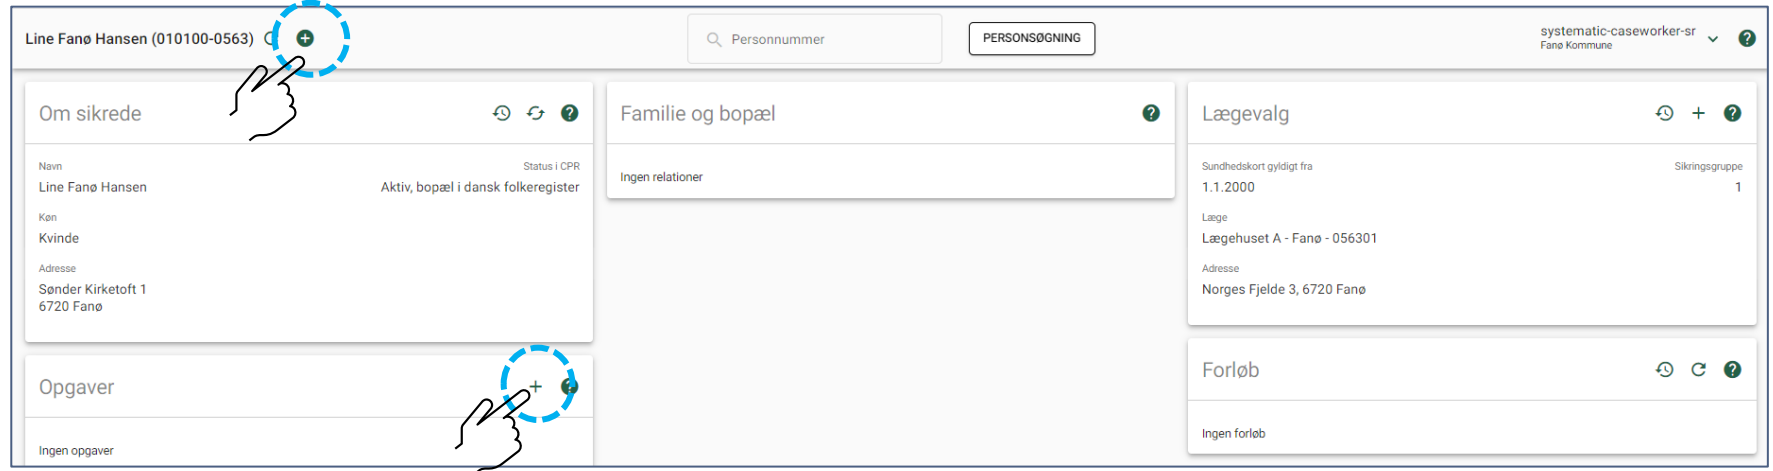 Line Fanø Hansen (010100-0563)
Personnummer
PERSONSØGNING
systematic-caseworker-sr
Fanø Kommune
Om sikrede
Navn
Status i CPR
Line Fanø Hansen
Aktiv, bopæl i dansk folkeregister
Køn
Kvinde
Adresse
Sønder Kirketoft 1
6720 Fanø
Opgaver
Ingen opgaver
Familie og bopæl
Ingen relationer
Lægevalg
Sundhedskort gyldigt fra
Sikringsgruppe
1.1.2000
1
Læge
Lægehuset A - Fanø - 056301
Adresse
Norges Fjelde 3, 6720 Fanø
Forløb
Ingen forløb